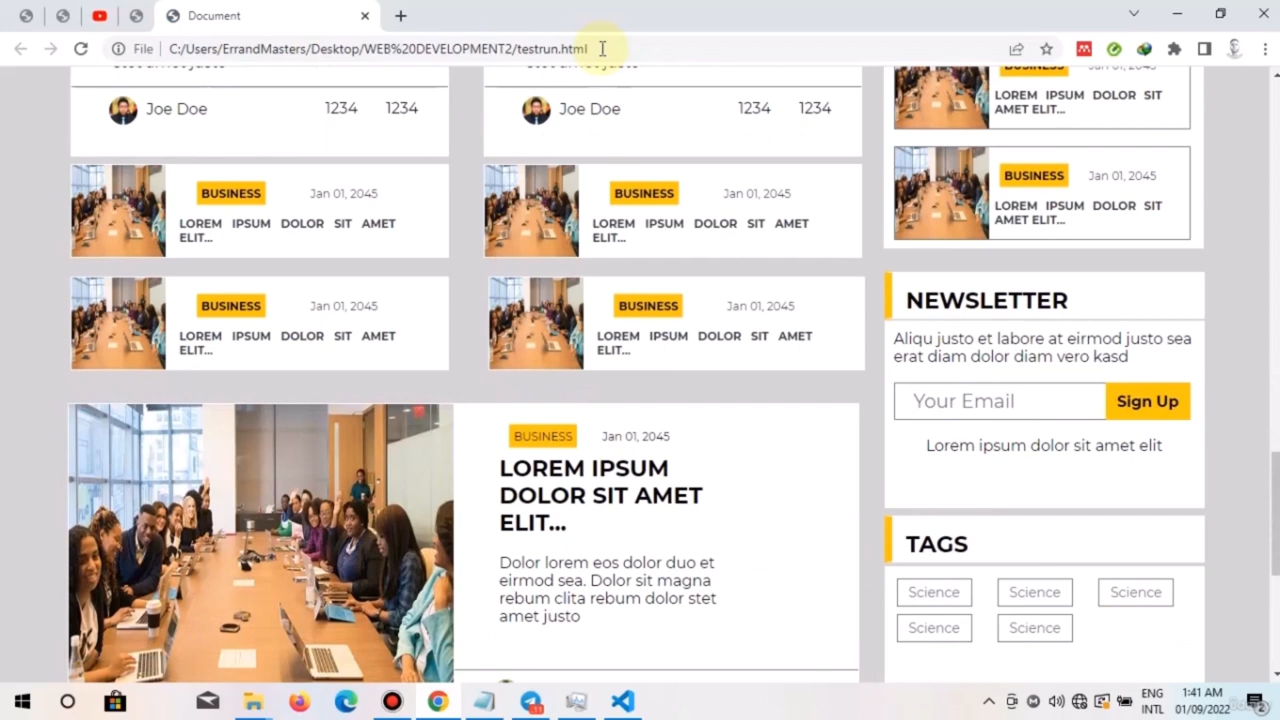 Document
File
C:/Users/ErrandMasters/Desktop/WEB%20DEVELOPMENT2/testrun.html
Joe Doe 1234 1234
Joe Doe 1234 1234
BUSINESS Jan 01, 2045
LOREM IPSUM DOLOR SIT AMET
ELIT...
BUSINESS Jan 01, 2045
LOREM IPSUM DOLOR SIT AMET
ELIT...
BUSINESS Jan 01, 2045
LOREM IPSUM DOLOR SIT AMET
ELIT...
BUSINESS Jan 01, 2045
LOREM IPSUM DOLOR SIT AMET
ELIT...
BUSINESS Jan 01, 2045
LOREM IPSUM
DOLOR SIT AMET
ELIT...
Dolor lorem eos dolor duo et
eirmod sea. Dolor sit magna
rebum clita rebum dolor stet
amet justo
BUSINESS Jan 01, 2045
LOREM IPSUM DOLOR SIT
AMET ELIT...
BUSINESS Jan 01, 2045
LOREM IPSUM DOLOR SIT
AMET ELIT...
NEWSLETTER
Aliqu justo et labore at eirmod justo sea
erat diam dolor diam vero kasd
Your Email Sign Up
Lorem ipsum dolor sit amet elit
TAGS
Science Science Science
Science Science
ENG
INTL
1:41 AM
01/09/2022